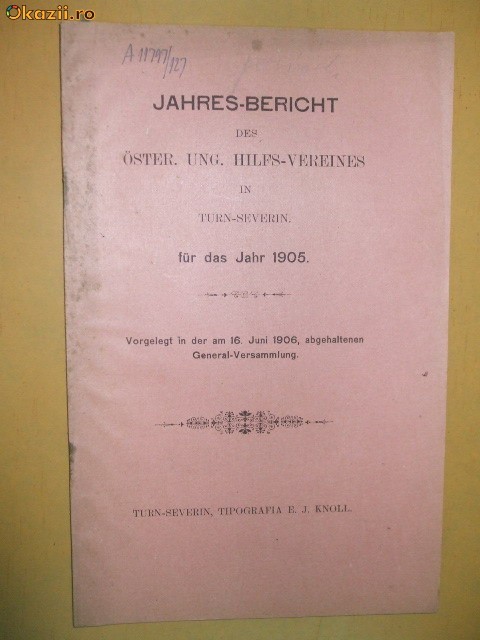 Okazii.ro
A 11797/127
JAHRES-BERICHT
DES
ÖSTER. UNG. HILFS-VEREINES
IN
TURN-SEVERIN.
für das Jahr 1905.
Vorgelegt in der am 16. Juni 1906, abgehaltenen
General-Versammlung.
TURN-SEVERIN, TIPOGRAFIA E. J. KNOLL.